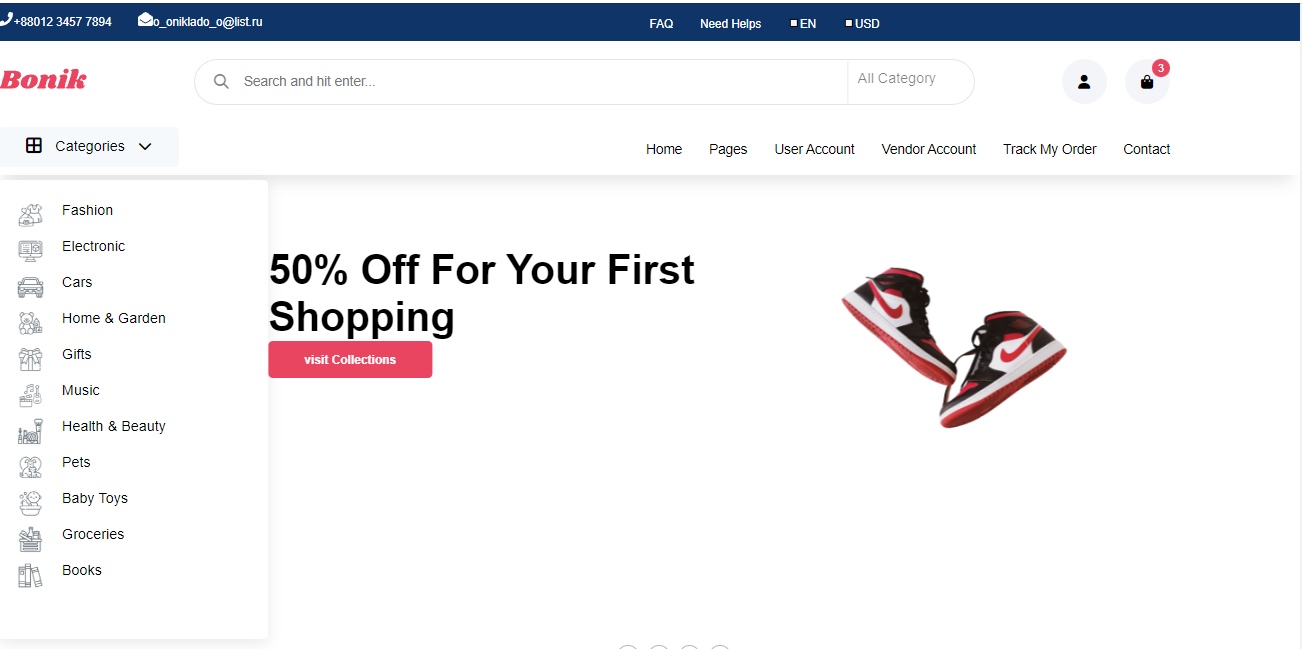 +88012 3457 7894
o_oniklado_o@list.ru
FAQ
Need Helps
EN
USD
Bonik
Search and hit enter...
All Category
3
Categories
Home
Pages
User Account
Vendor Account
Track My Order
Contact
Fashion
Electronic
Cars
Home & Garden
Gifts
Music
Health & Beauty
Pets
Baby Toys
Groceries
Books
50% Off For Your First
Shopping
visit Collections